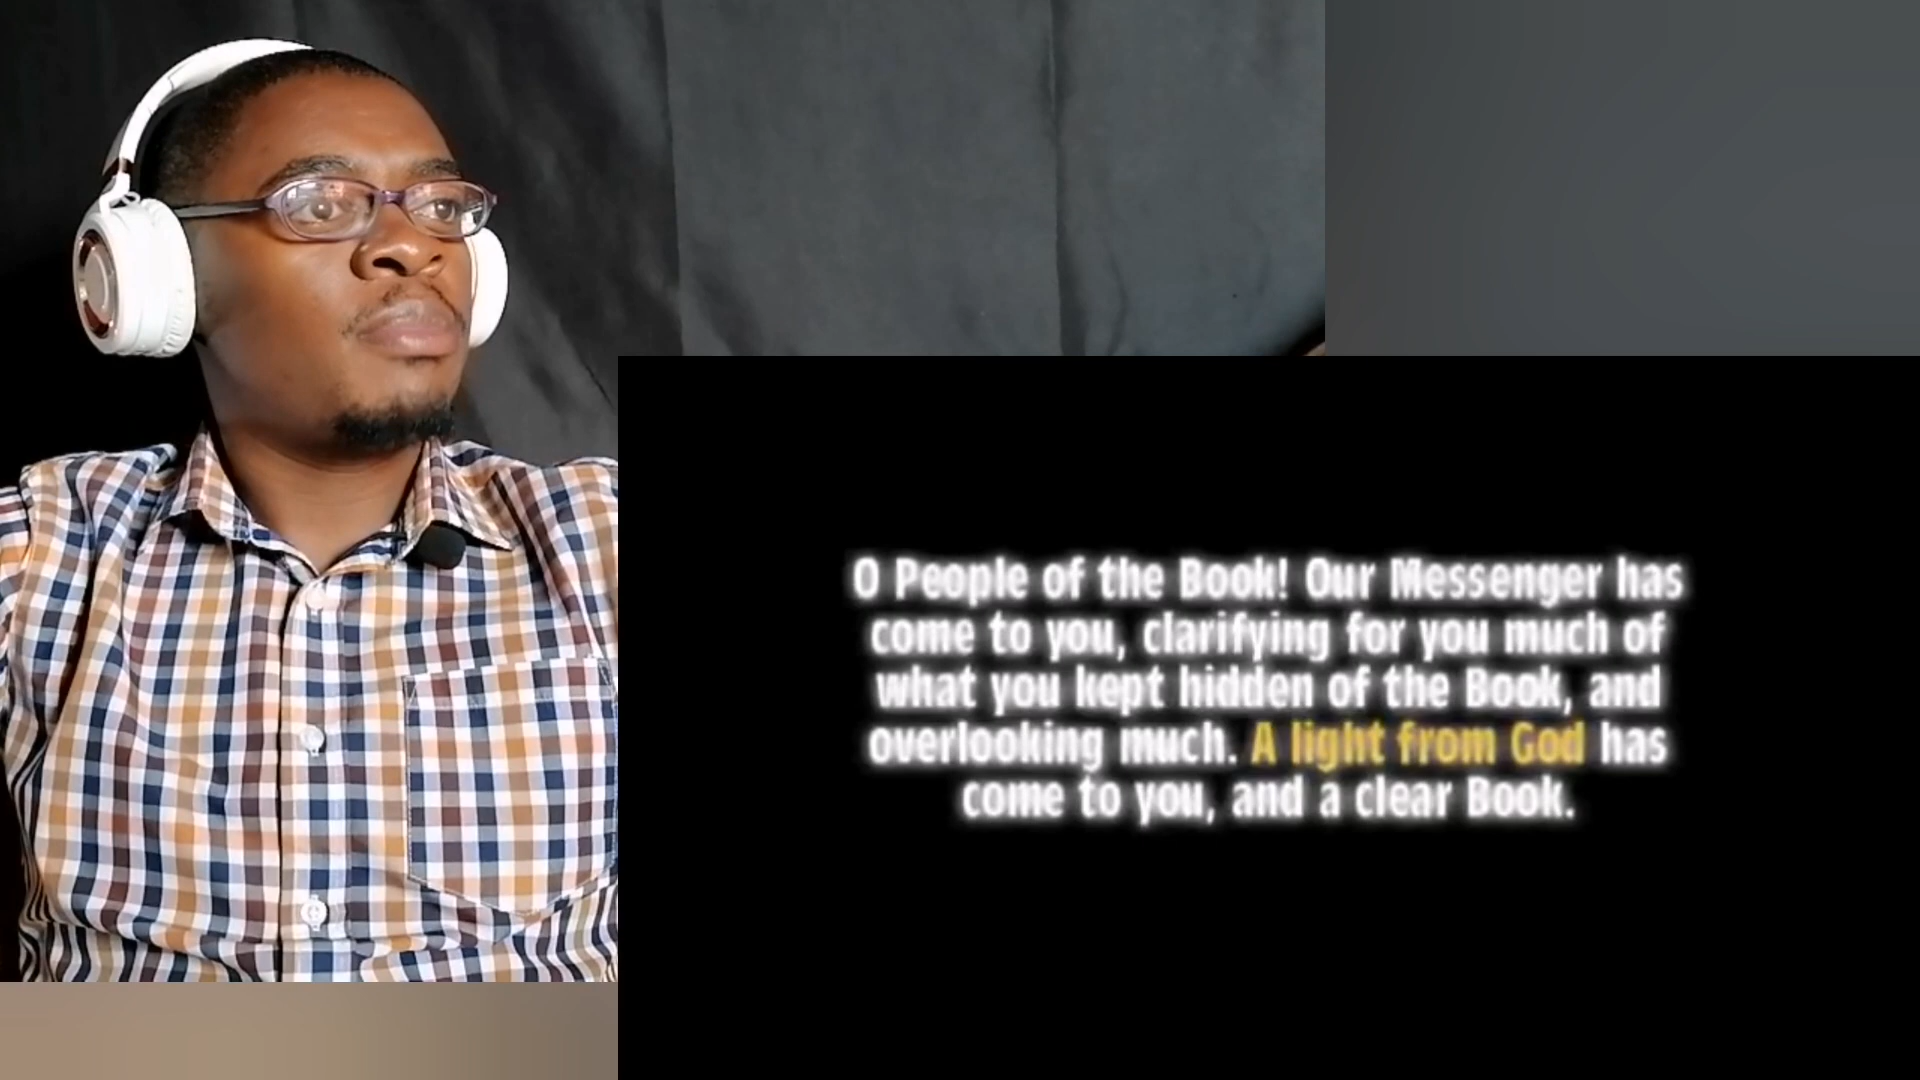 O People of the Book! Our Messenger has
come to you, clarifying for you much of
what you kept hidden of the Book, and
overlooking much. A light from God has
come to you, and a clear Book.